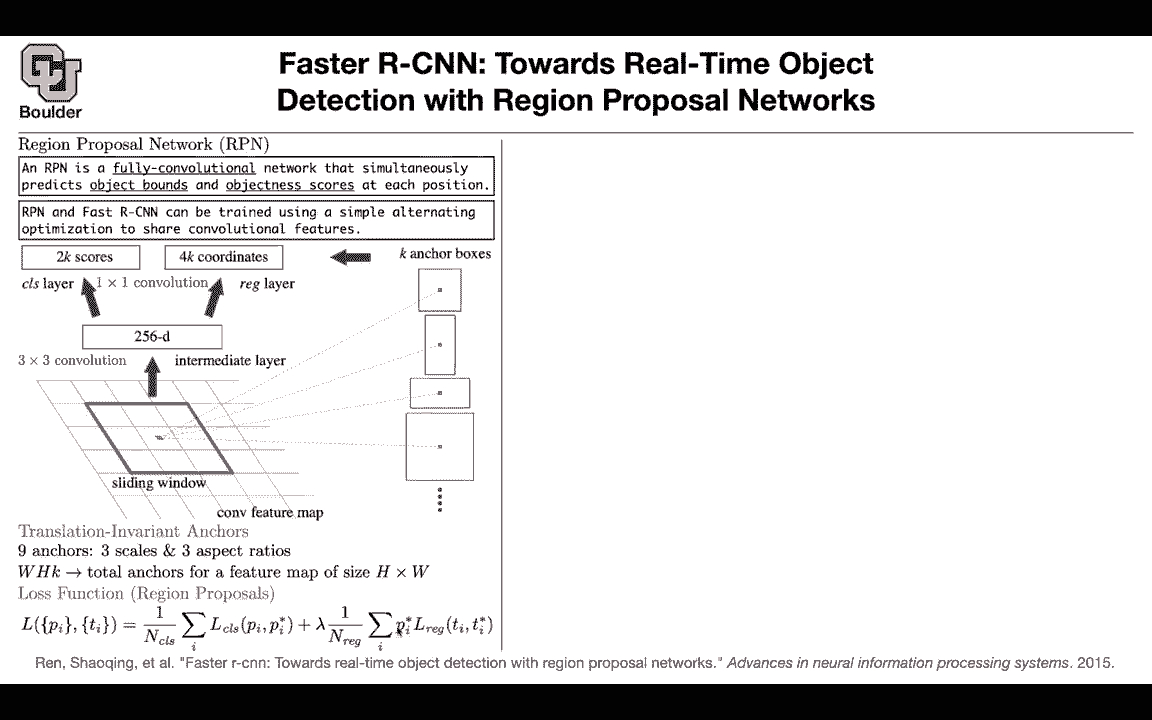 Boulder
Faster R-CNN: Towards Real-Time Object
Detection with Region Proposal Networks
Region Proposal Network (RPN)
An RPN is a fully-convolutional network that simultaneously
predicts object bounds and objectness scores at each position.
RPN and Fast R-CNN can be trained using a simple alternating
optimization to share convolutional features.
2k scores
4k coordinates
k anchor boxes
cls layer
1 × 1 convolution
reg layer
256-d
3 × 3 convolution
intermediate layer
sliding window
conv feature map
Translation-Invariant Anchors
9 anchors: 3 scales & 3 aspect ratios
WHk → total anchors for a feature map of size H × W
Loss Function (Region Proposals)
L({p_i}, {t_i}) = \frac{1}{N_{cls}} \sum_i L_{cls}(p_i, p_i^*) + λ \frac{1}{N_{reg}} \sum_i p_i^* L_{reg}(t_i, t_i^*)
Ren, Shaoqing, et al. "Faster r-cnn: Towards real-time object detection with region proposal networks." Advances in neural information processing systems. 2015.